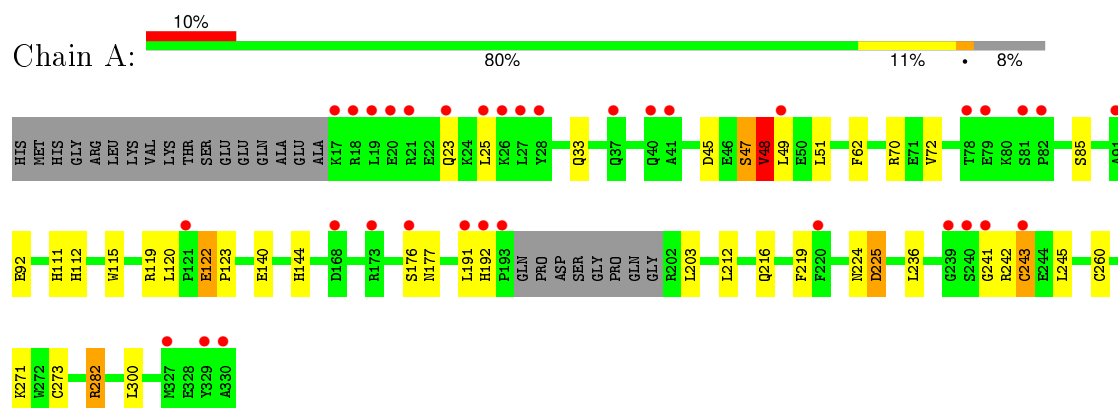 10%
Chain A:
80% 11% • 8%
HIS MET HIS GLY ARG LEU LYS VAL LYS THR SER GLU GLU GLN ALA GLU ALA K17 R18 L19 E20 R21 E22 Q23 K24 L25 K26 L27 Y28 Q33 Q37 Q40 A41 D45 E46 S47 V48 L49 E50 L51 F62 R70 E71 V72 T78 E79 K80 S81 P82 S85 A91
E92 H111 H112 W115 R119 L120 P121 E122 P123 E140 H144 D168 R173 S176 N177 L191 H192 P193 GLN PRO ASP SER GLY PRO GLN GLY R202 L203 L212 Q216 F219 F220 N224 D225 L236 G239 S240 G241 R242 C243 E244 L245 C260
K271 W272 C273 R282 L300 M327 E328 Y329 A330